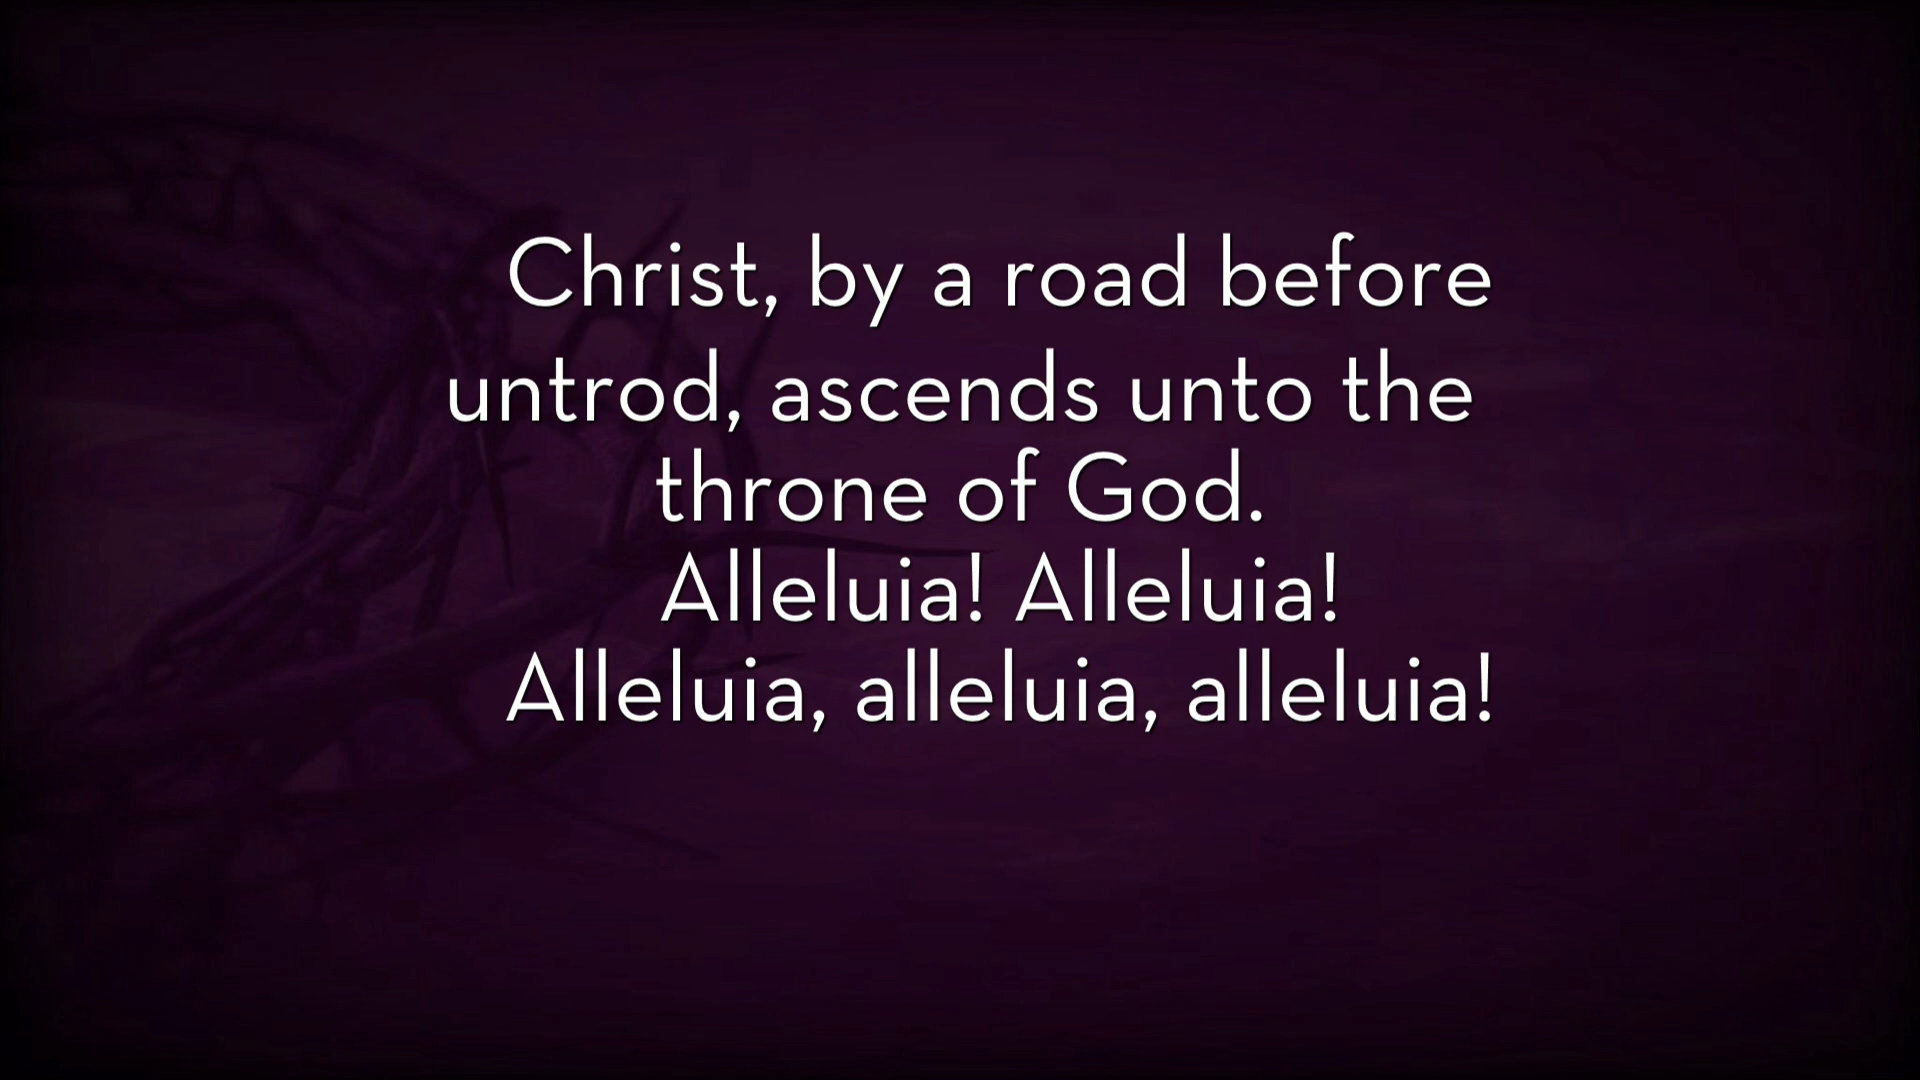 Christ, by a road before
untrod, ascends unto the
throne of God.
Alleluia! Alleluia!
Alleluia, alleluia, alleluia!